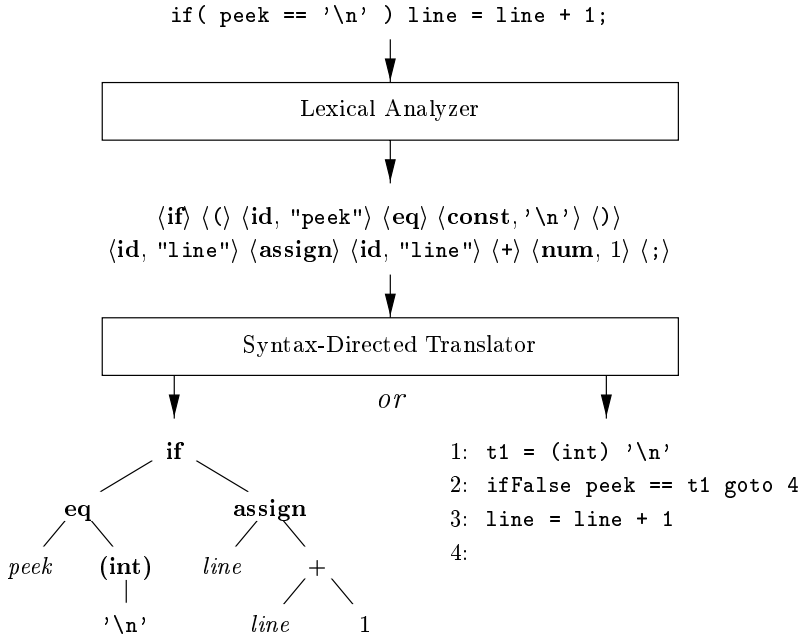 if( peek == '\n' ) line = line + 1;
Lexical Analyzer
⟨if⟩ ⟨(⟩ ⟨id, "peek"⟩ ⟨eq⟩ ⟨const, '\n'⟩ ⟨)⟩
⟨id, "line"⟩ ⟨assign⟩ ⟨id, "line"⟩ ⟨+⟩ ⟨num, 1⟩ ⟨;⟩
Syntax-Directed Translator
or
if
eq assign
peek (int) line +
'\n' line 1
1: t1 = (int) '\n'
2: ifFalse peek == t1 goto 4
3: line = line + 1
4: